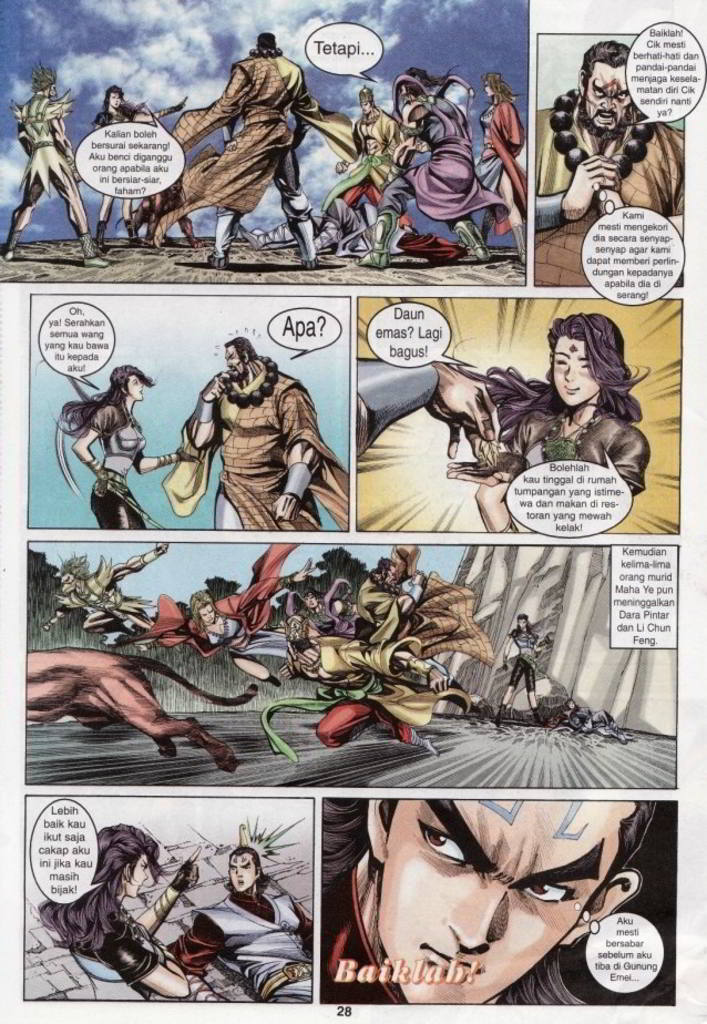 Tetapi...
Kalian boleh
bersurai sekarang!
Aku benci diganggu
apabila aku
ini bersiar-siar,
faham?
Baiklah!
Cik mesti
berhati-hati dan
pandai-pandai
menjaga kesela-
matan diri Cik
sendiri nanti
ya?
Kami
mesti mengekori
dia secara senyap-
senyap agar kami
dapat memberi perlin-
dungan kepadanya
apabila dia di
serang!
Oh,
ya! Serahkan
semua wang
yang kau bawa
itu kepada
aku!
Apa?
Daun
emas? Lagi
bagus!
Bolehlah
kau tinggal di rumah
tumpangan yang istime-
wa dan makan di res-
toran yang mewah
kelak!
Kemudian
kelima-lima
orang murid
Maha Ye pun
meninggalkan
Dara Pintar
dan Li Chun
Feng.
Lebih
baik kau
ikut saja
cakap aku
ini jika kau
masih
bijak!
Baiklah!
Aku
mesti
bersabar
sebelum aku
tiba di Gunung
Emei...
28